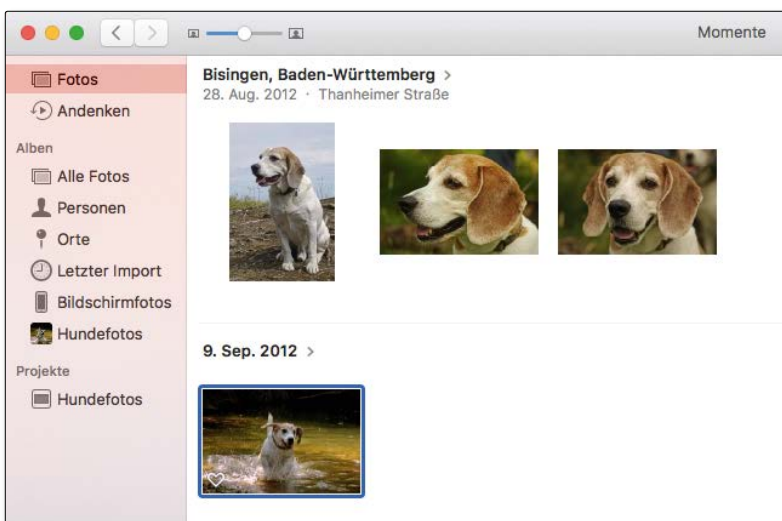 Momente
Fotos
Andenken
Alben
Alle Fotos
Personen
Orte
Letzter Import
Bildschirmfotos
Hundefotos
Projekte
Hundefotos
Bisingen, Baden-Württemberg >
28. Aug. 2012 · Thanheimer Straße
9. Sep. 2012 >